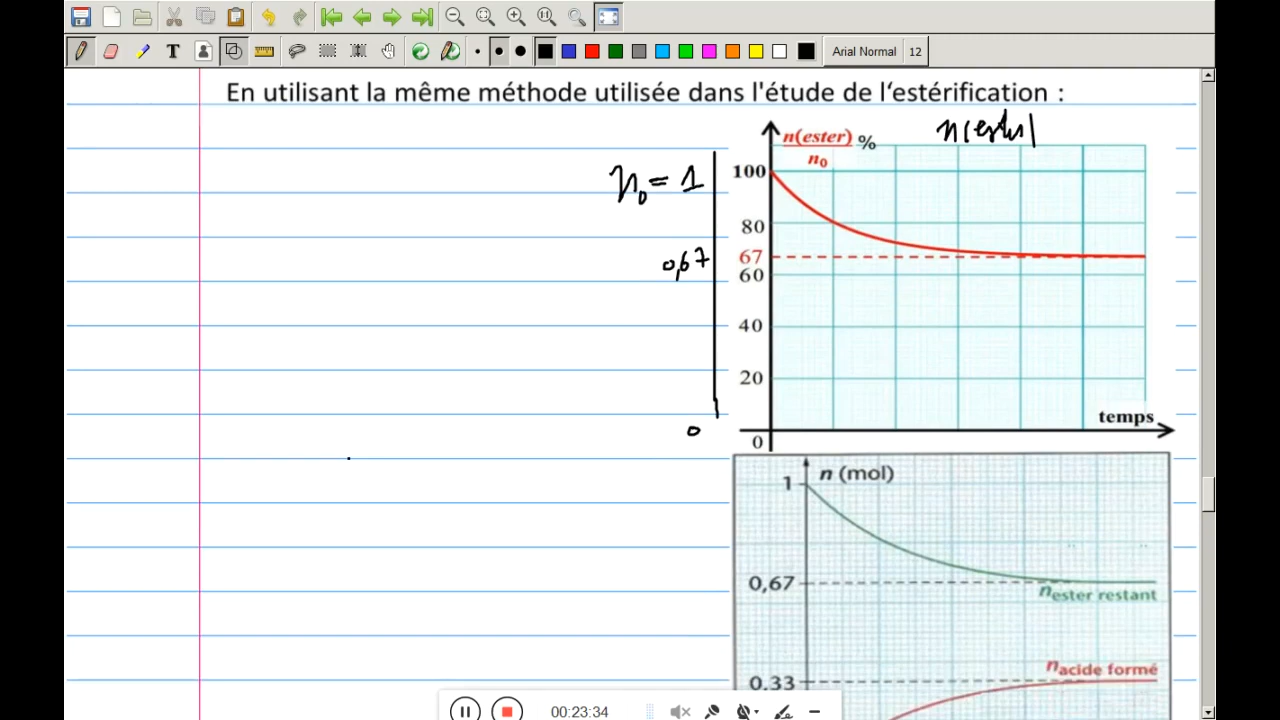 Arial Normal 12
En utilisant la même méthode utilisée dans l'étude de l‘estérification :
n(ester)
n(ester) %
n0
n0 = 1
100
80
0,67
67
60
40
20
temps
0
0
n (mol)
1
0,67
n ester restant
n acide formé
0,33
00:23:34